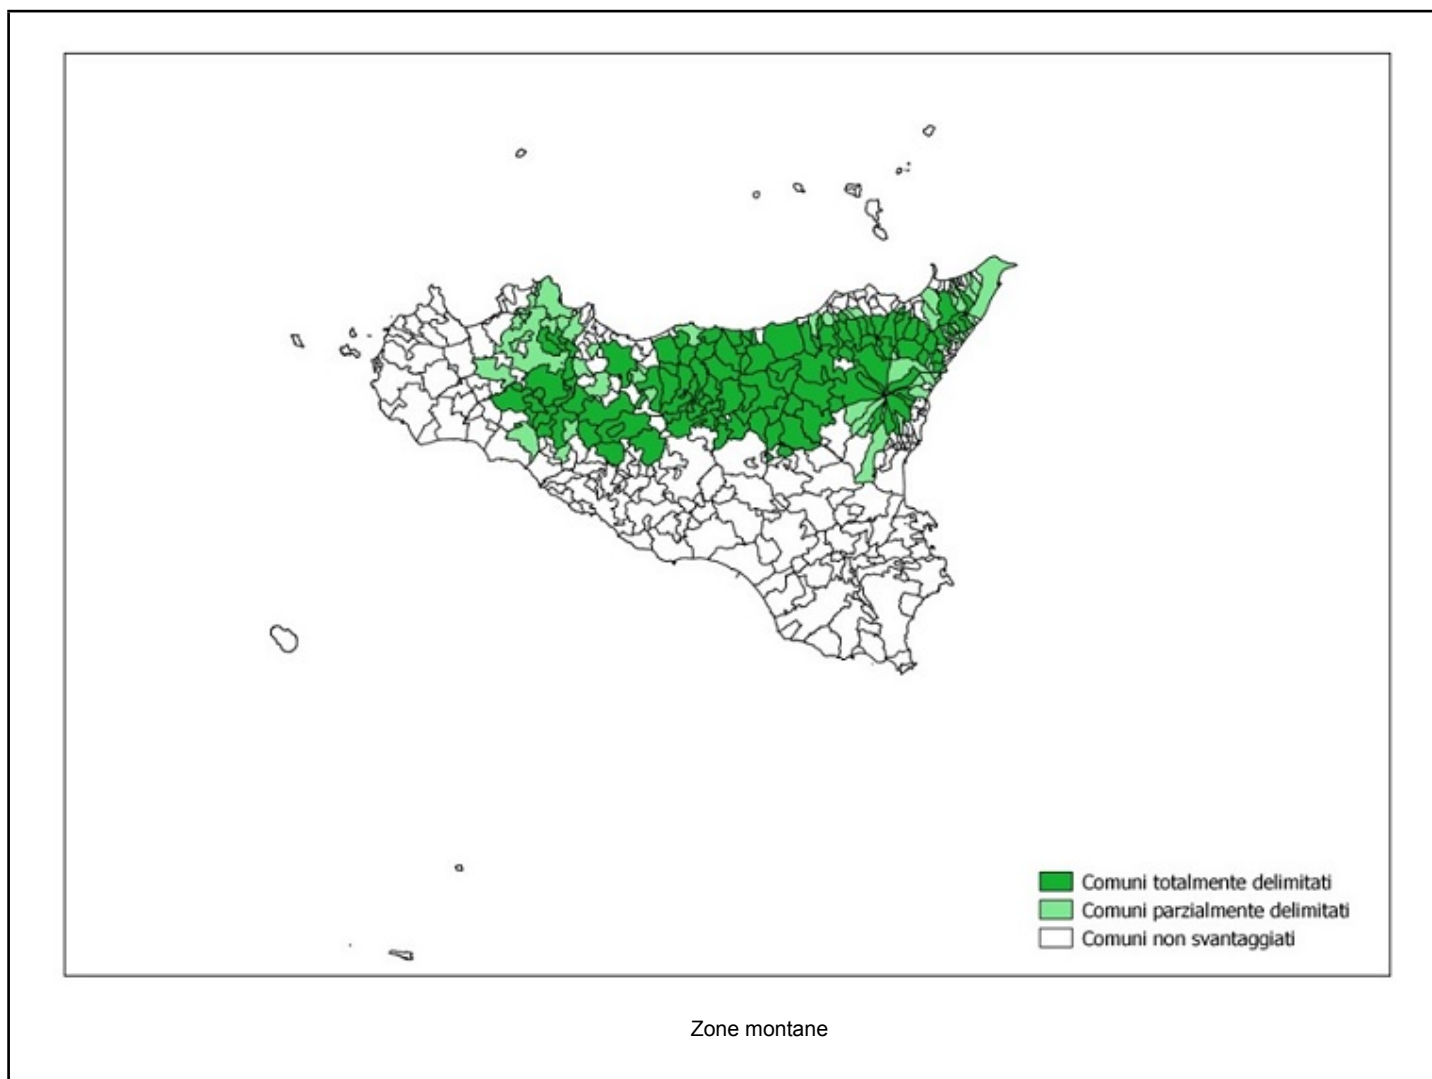 Comuni totalmente delimitati
Comuni parzialmente delimitati
Comuni non svantaggiati
Zone montane